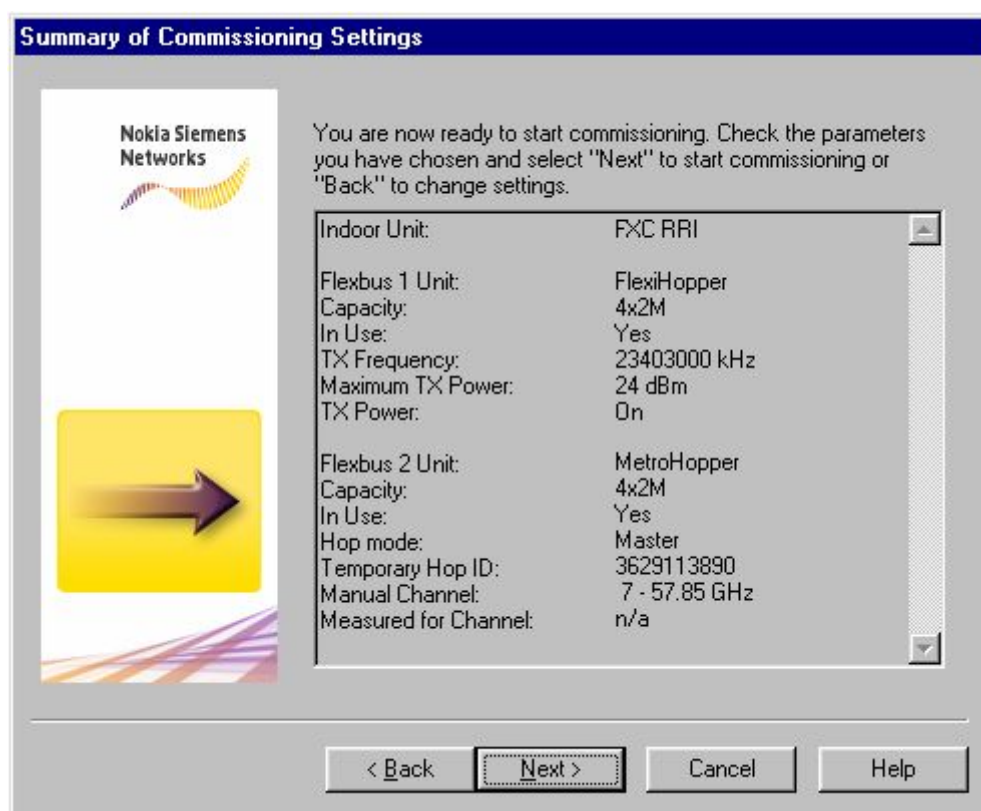 Summary of Commissioning Settings
Nokia Siemens
Networks
You are now ready to start commissioning. Check the parameters
you have chosen and select "Next" to start commissioning or
"Back" to change settings.
Indoor Unit: FXC RRI
Flexbus 1 Unit: FlexiHopper
Capacity: 4x2M
In Use: Yes
TX Frequency: 23403000 kHz
Maximum TX Power: 24 dBm
TX Power: On
Flexbus 2 Unit: MetroHopper
Capacity: 4x2M
In Use: Yes
Hop mode: Master
Temporary Hop ID: 3629113890
Manual Channel: 7 - 57.85 GHz
Measured for Channel: n/a
< Back Next > Cancel Help